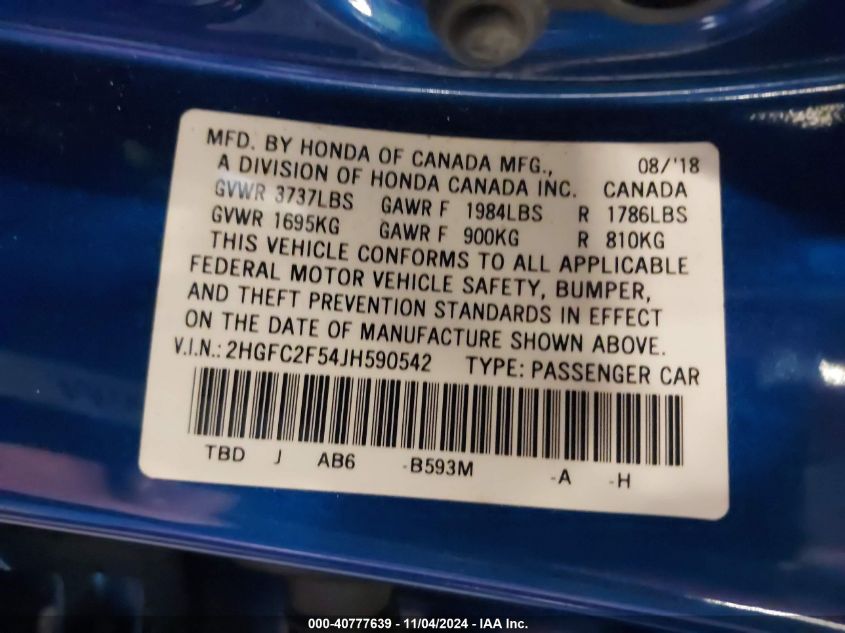 MFD. BY HONDA OF CANADA MFG., 08/'18
A DIVISION OF HONDA CANADA INC. CANADA
GVWR 3737LBS GAWR F 1984LBS R 1786LBS
GVWR 1695KG GAWR F 900KG R 810KG
THIS VEHICLE CONFORMS TO ALL APPLICABLE
FEDERAL MOTOR VEHICLE SAFETY, BUMPER,
AND THEFT PREVENTION STANDARDS IN EFFECT
ON THE DATE OF MANUFACTURE SHOWN ABOVE.
V.I.N.: 2HGFC2F54JH590542 TYPE: PASSENGER CAR
TBD J AB6 -B593M -A -H
000-40777639 - 11/04/2024 - IAA Inc.